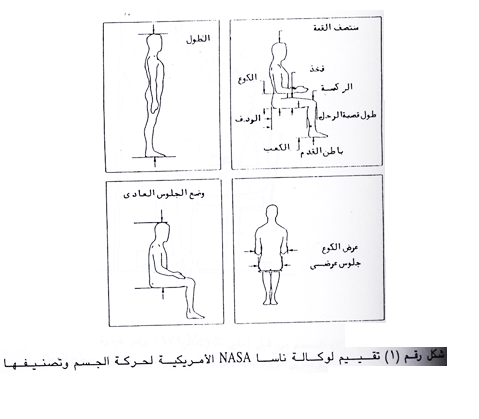 الطول
منتصف القمة
فخذ
الكوع
الركبة
طول قصبة الرجل
الردف
الكعب
باطن القدم
وضع الجلوس العادى
عرض الكوع
جلوس عرضى
شكل رقم (١) تقييم لوكالة ناسا NASA الأمريكية لحركة الجسم وتصنيفها